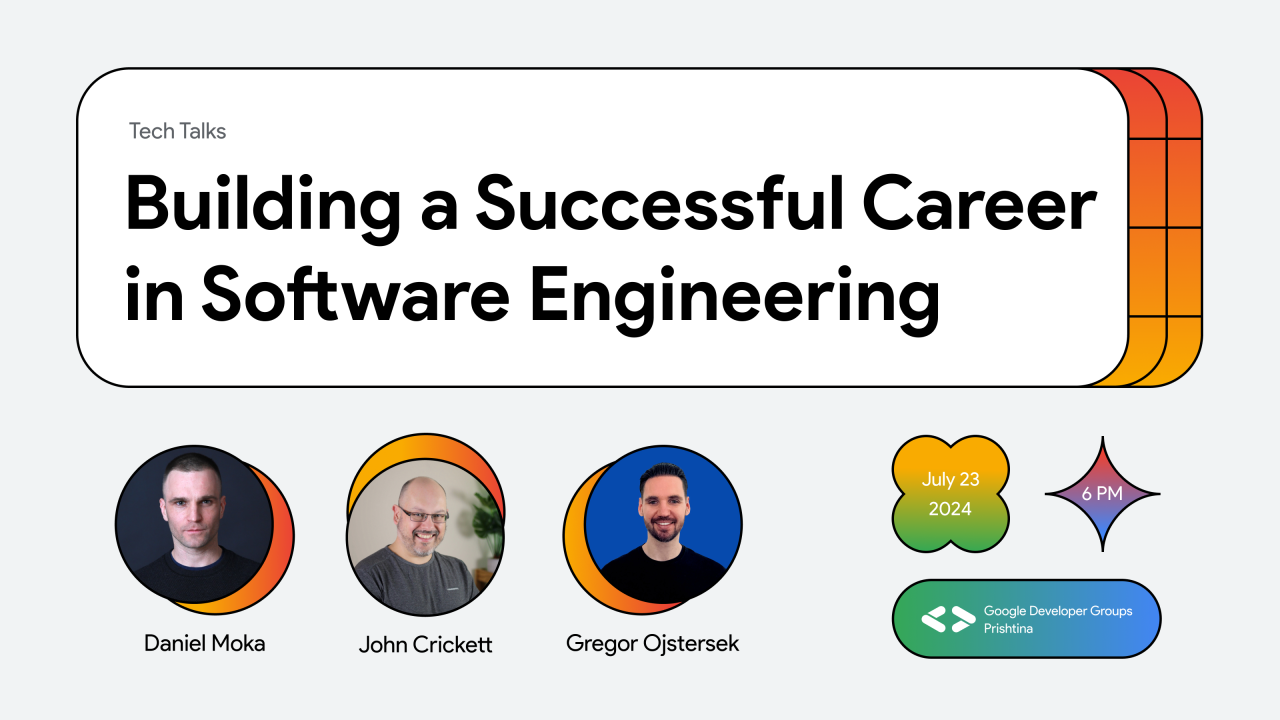 Tech Talks
Building a Successful Career
in Software Engineering
Daniel Moka
John Crickett
Gregor Ojstersek
July 23
2024
6 PM
Google Developer Groups
Prishtina